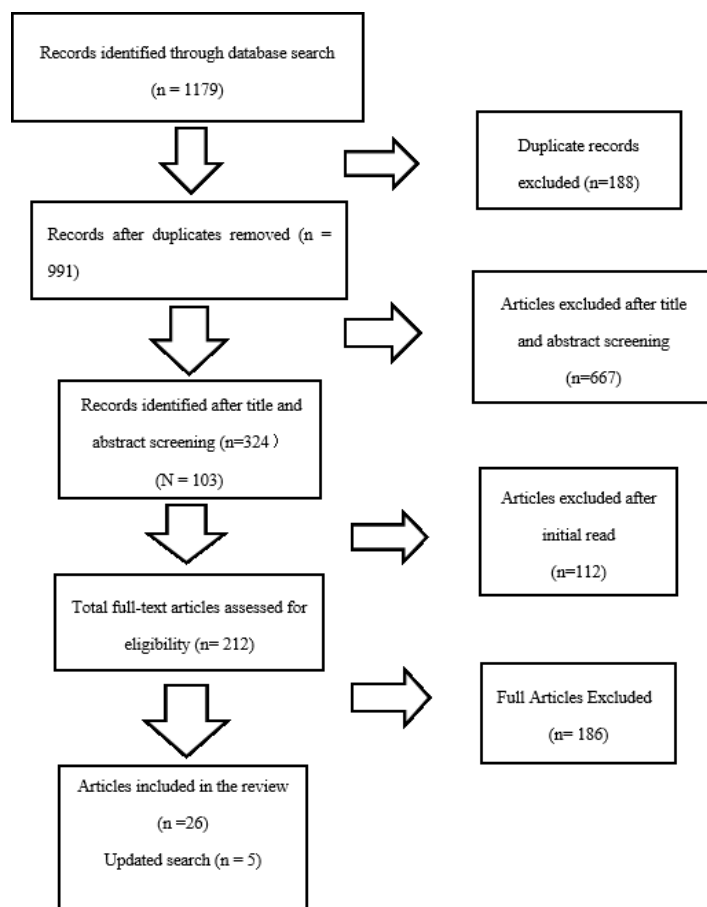 Records identified through database search
(n = 1179)
Duplicate records
excluded (n=188)
Records after duplicates removed (n =
991)
Articles excluded after title
and abstract screening
(n=667)
Records identified after title and
abstract screening (n=324）
(N = 103)
Articles excluded after
initial read
(n=112)
Total full-text articles assessed for
eligibility (n= 212)
Full Articles Excluded
(n= 186)
Articles included in the review
(n =26)
Updated search (n = 5)